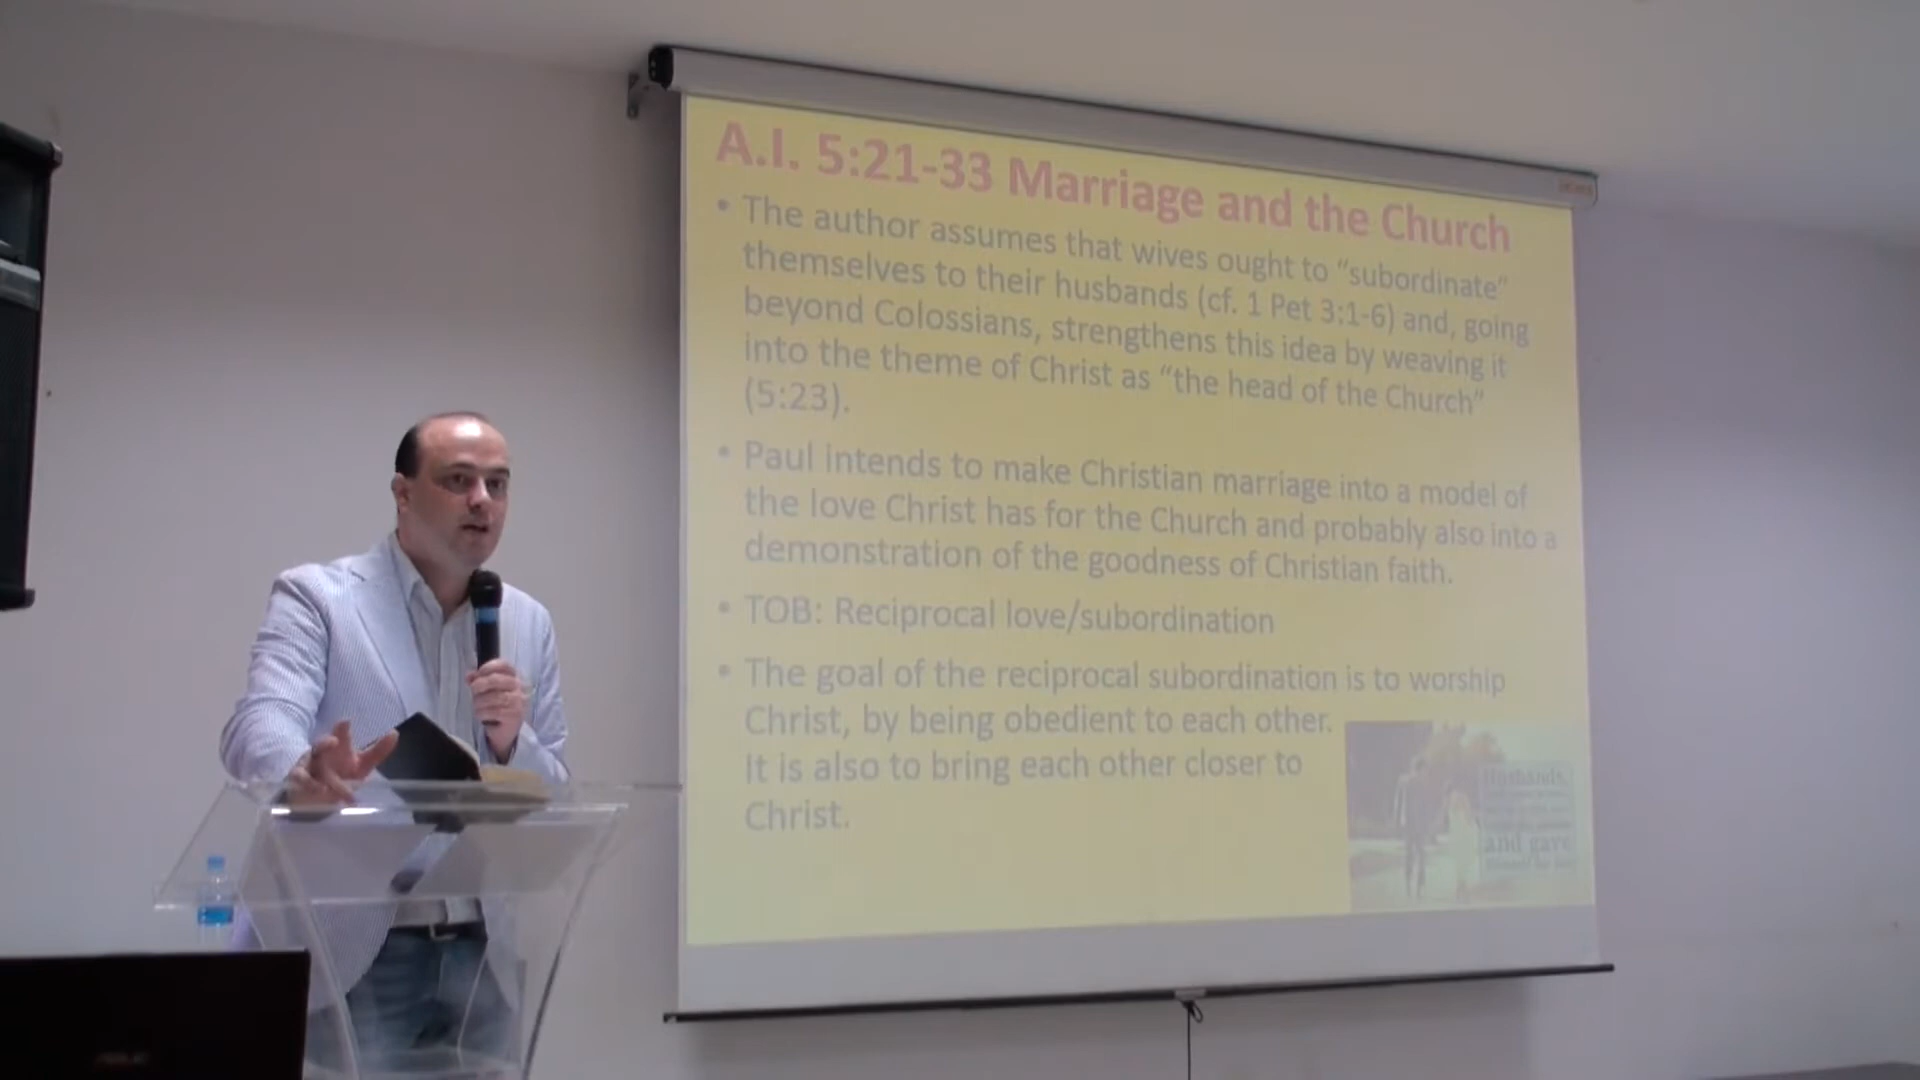 A.I. 5:21-33 Marriage and the Church
• The author assumes that wives ought to “subordinate”
themselves to their husbands (cf. 1 Pet 3:1-6) and, going
beyond Colossians, strengthens this idea by weaving it
into the theme of Christ as “the head of the Church”
(5:23).
• Paul intends to make Christian marriage into a model of
the love Christ has for the Church and probably also into a
demonstration of the goodness of Christian faith.
• TOB: Reciprocal love/subordination
• The goal of the reciprocal subordination is to worship
Christ, by being obedient to each other.
It is also to bring each other closer to
Christ.
Husbands,
and gave